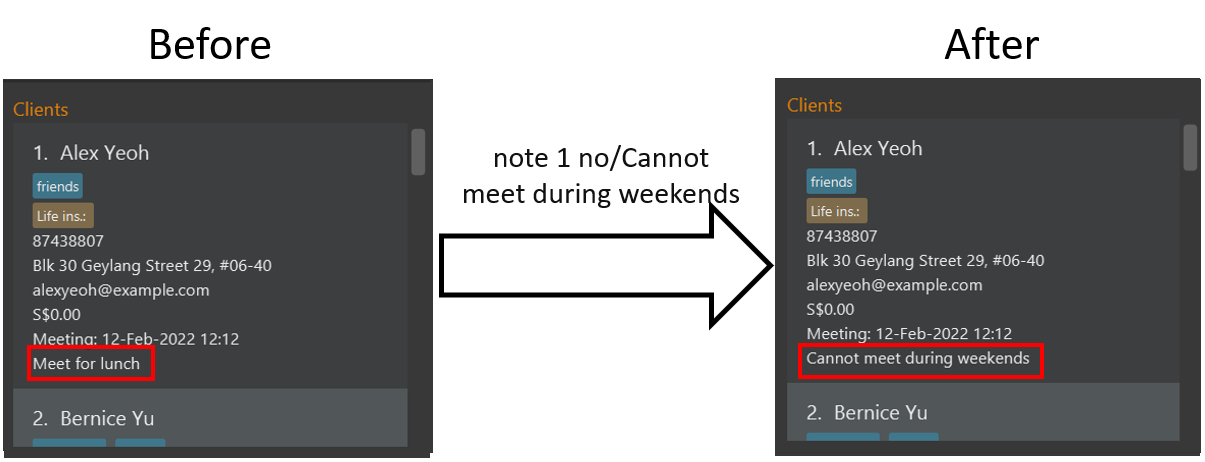 Before
Clients
1. Alex Yeoh
friends
Life ins.:
87438807
Blk 30 Geylang Street 29, #06-40
alexyeoh@example.com
S$0.00
Meeting: 12-Feb-2022 12:12
Meet for lunch
2. Bernice Yu
note 1 no/Cannot
meet during weekends
After
Clients
1. Alex Yeoh
friends
Life ins.:
87438807
Blk 30 Geylang Street 29, #06-40
alexyeoh@example.com
S$0.00
Meeting: 12-Feb-2022 12:12
Cannot meet during weekends
2. Bernice Yu